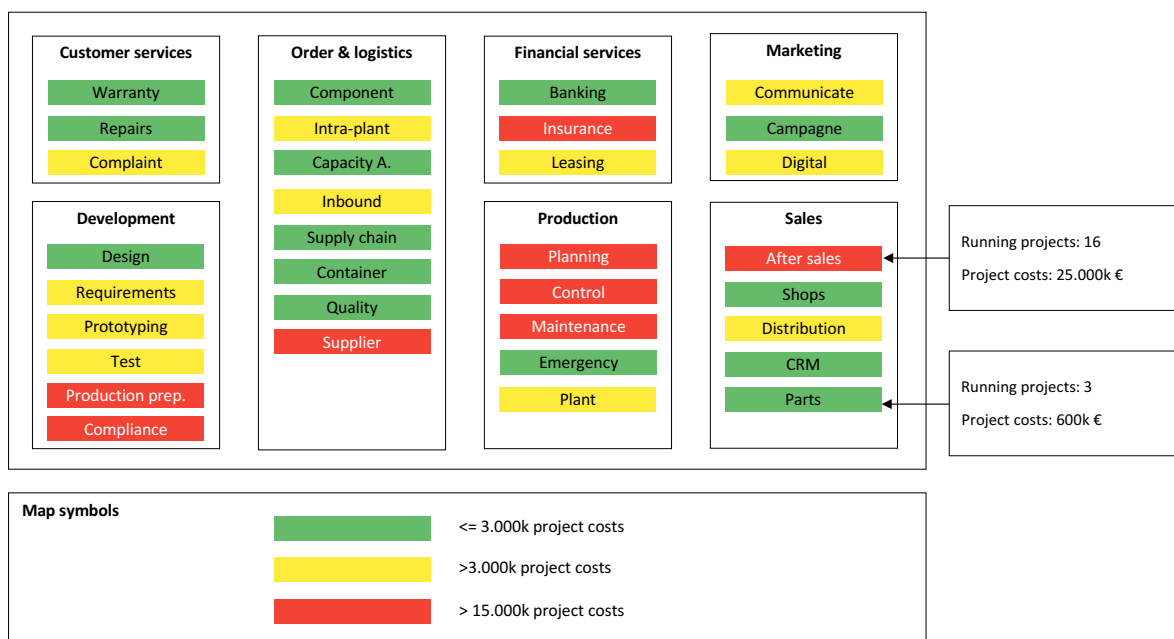 Customer services
Warranty
Repairs
Complaint
Order & logistics
Component
Intra-plant
Capacity A.
Inbound
Supply chain
Container
Quality
Supplier
Financial services
Banking
Insurance
Leasing
Marketing
Communicate
Campagne
Digital
Development
Design
Requirements
Prototyping
Test
Production prep.
Compliance
Production
Planning
Control
Maintenance
Emergency
Plant
Sales
After sales
Shops
Distribution
CRM
Parts
Running projects: 16
Project costs: 25.000k €
Running projects: 3
Project costs: 600k €
Map symbols
<= 3.000k project costs
>3.000k project costs
> 15.000k project costs